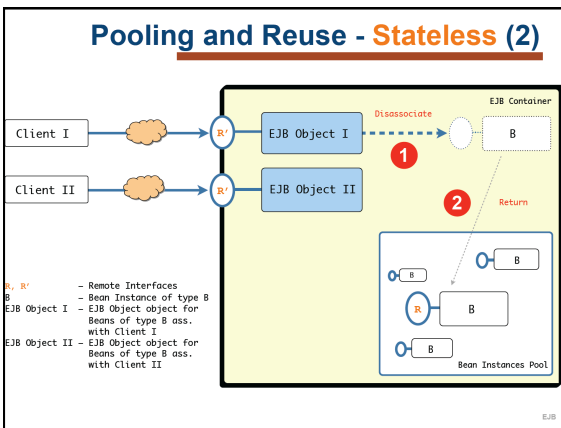 Pooling and Reuse - Stateless (2)
EJB Container
Disassociate
Client I
R'
EJB Object I
B
1
Client II
R'
EJB Object II
2
Return
B
B
R
B
B
Bean Instances Pool
R, R' – Remote Interfaces
B – Bean Instance of type B
EJB Object I – EJB Object object for
Beans of type B ass.
with Client I
EJB Object II – EJB Object object for
Beans of type B ass.
with Client II
EJB